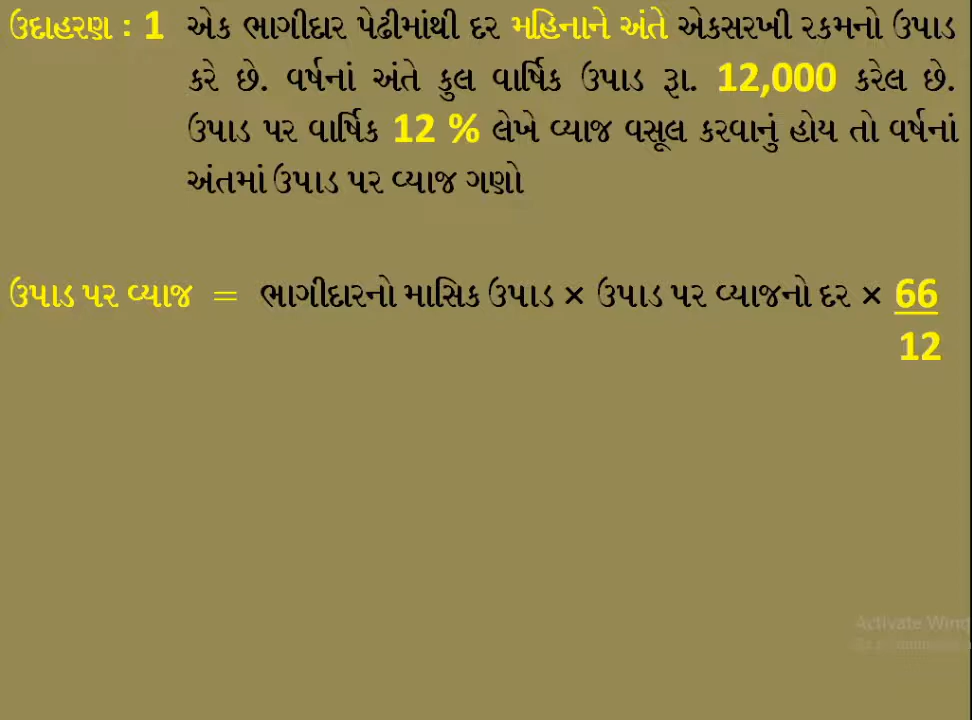 ઉદાહરણ : 1 એક ભાગીદાર પેઢીમાંથી દર મહિનાને અંતે એકસરખી રકમનો ઉપાડ
કરે છે. વર્ષનાં અંતે કુલ વાર્ષિક ઉપાડ રૂા. 12,000 કરેલ છે.
ઉપાડ પર વાર્ષિક 12 % લેખે વ્યાજ વસૂલ કરવાનું હોય તો વર્ષનાં
અંતમાં ઉપાડ પર વ્યાજ ગણો
ઉપાડ પર વ્યાજ = ભાગીદારનો માસિક ઉપાડ × ઉપાડ પર વ્યાજનો દર × 66
12
Activate Wind